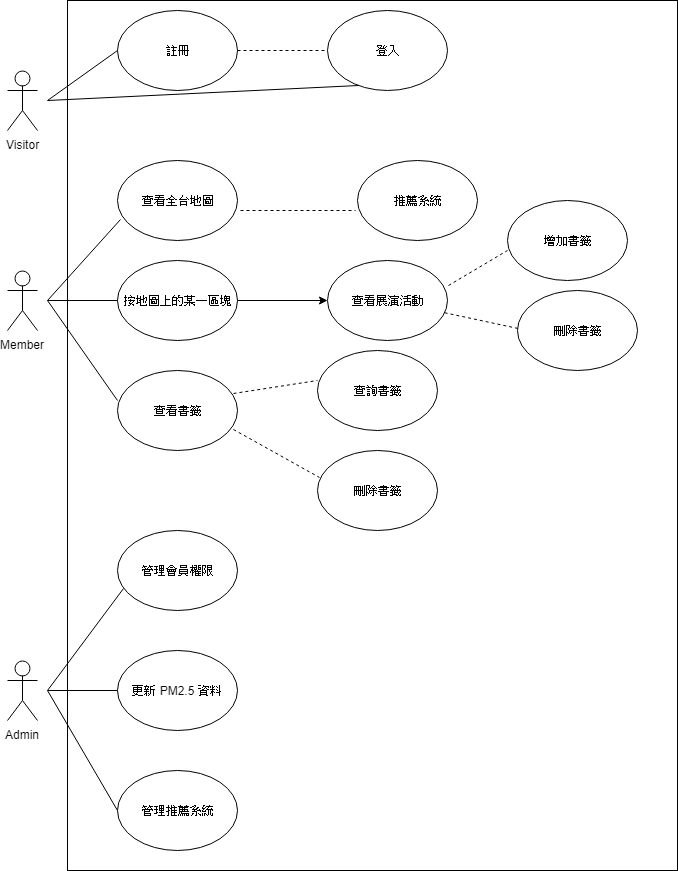 註冊
登入
Visitor
查看全台地圖
推薦系統
增加書籤
Member
按地圖上的某一區塊
查看展演活動
刪除書籤
查看書籤
查詢書籤
刪除書籤
管理會員權限
更新 PM2.5 資料
Admin
管理推薦系統